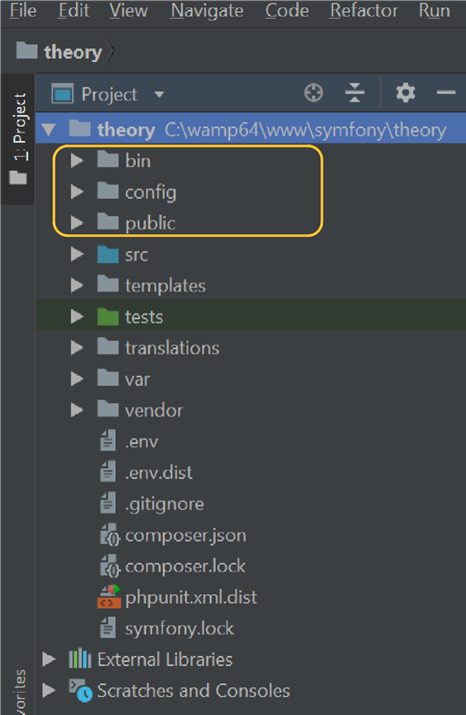 File Edit View Navigate Code Refactor Run
theory
1: Project
Project
theory C:\wamp64\www\symfony\theory
bin
config
public
src
templates
tests
translations
var
vendor
.env
.env.dist
.gitignore
composer.json
composer.lock
phpunit.xml.dist
symfony.lock
External Libraries
Scratches and Consoles